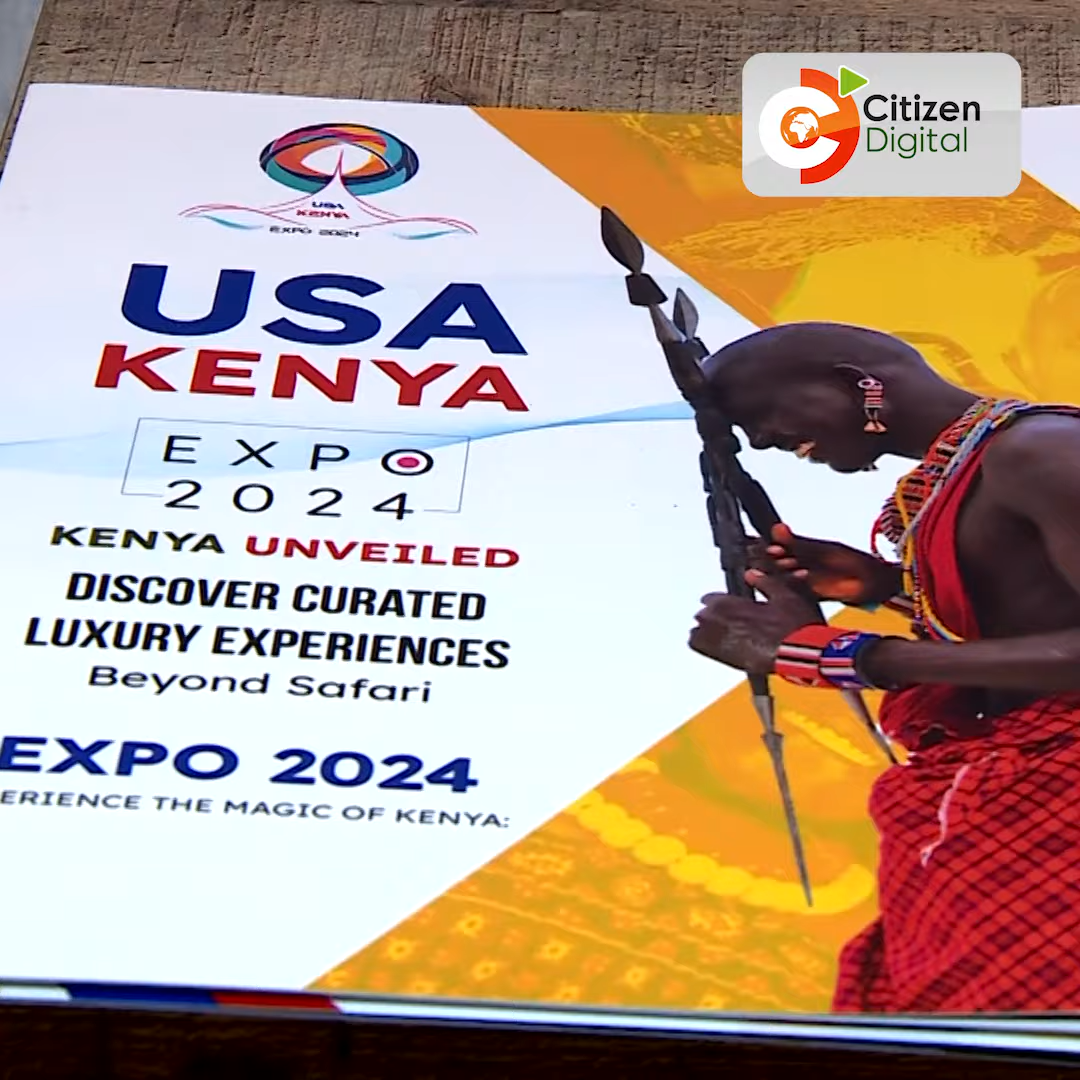 Citizen
Digital
USA
KENYA
EXPO 2024
USA
KENYA
EXPO
2024
KENYA UNVEILED
DISCOVER CURATED
LUXURY EXPERIENCES
Beyond Safari
EXPO 2024
ERIENCE THE MAGIC OF KENYA: